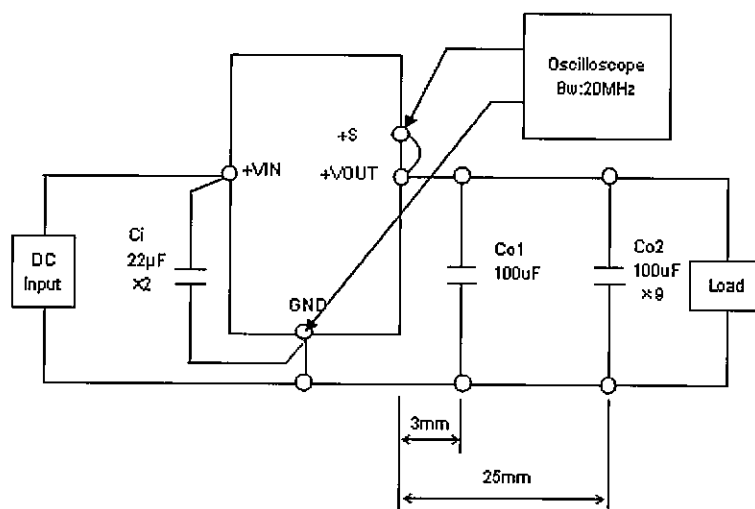 Oscilloscope
Bw:20MHz
+S
+VIN
+VOUT
Ci
22μF
×2
DC
Input
GND
Co1
100uF
Co2
100uF
×9
Load
3mm
25mm